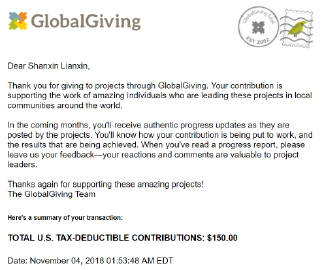 GlobalGiving
EST 2002
Dear Shanxin Lianxin,
Thank you for giving to projects through GlobalGiving. Your contribution is
supporting the work of amazing individuals who are leading these projects in local
communities around the world.
In the coming months, you'll receive authentic progress updates as they are
posted by the projects. You'll know how your contribution is being put to work, and
the results that are being achieved. When you've read a progress report, please
leave us your feedback—your reactions and comments are valuable to project
leaders.
Thanks again for supporting these amazing projects!
The GlobalGiving Team
Here's a summary of your transaction:
TOTAL U.S. TAX-DEDUCTIBLE CONTRIBUTIONS: $150.00
Date: November 04, 2018 01:53:48 AM EDT